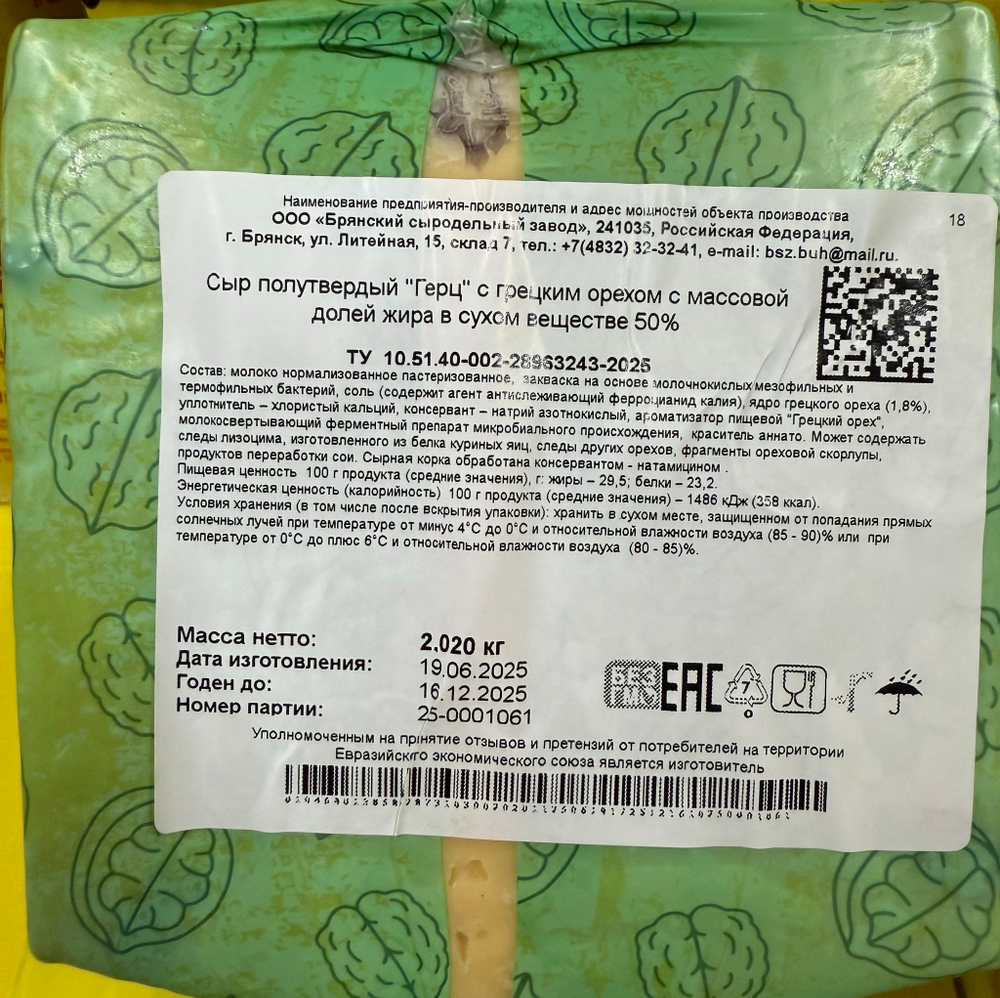 Наименование предприятия-производителя и адрес мощностей объекта производства
18
ООО «Брянский сыродельный завод», 241035, Российская Федерация,
г. Брянск, ул. Литейная, 15, склад 7, тел.: +7(4832) 32-32-41, e-mail: bsz.buh@mail.ru.
Сыр полутвердый "Герц" с грецким орехом с массовой
долей жира в сухом веществе 50%
ТУ 10.51.40-002-28963243-2025
Состав: молоко нормализованное пастеризованное, закваска на основе молочнокислых мезофильных и
термофильных бактерий, соль (содержит агент антислеживающий ферроцианид калия), ядро грецкого ореха (1,8%),
уплотнитель – хлористый кальций, консервант – натрий азотнокислый, ароматизатор пищевой "Грецкий орех",
молокосвертывающий ферментный препарат микробиального происхождения, краситель аннато. Может содержать
следы лизоцима, изготовленного из белка куриных яиц, следы других орехов, фрагменты ореховой скорлупы,
продуктов переработки сои. Сырная корка обработана консервантом - натамицином .
Пищевая ценность 100 г продукта (средние значения), г: жиры – 29,5; белки – 23,2.
Энергетическая ценность (калорийность) 100 г продукта (средние значения) – 1486 кДж (358 ккал).
Условия хранения (в том числе после вскрытия упаковки): хранить в сухом месте, защищенном от попадания прямых
солнечных лучей при температуре от минус 4°С до 0°С и относительной влажности воздуха (85 - 90)% или при
температуре от 0°С до плюс 6°С и относительной влажности воздуха (80 - 85)%.
Масса нетто: 2,020 кг
Дата изготовления: 19.06.2025
Годен до: 16.12.2025
Номер партии: 25-0001061
БЕЗ
ГМО
EAC
7
Уполномоченным на принятие отзывов и претензий от потребителей на территории
Евразийского экономического союза является изготовитель